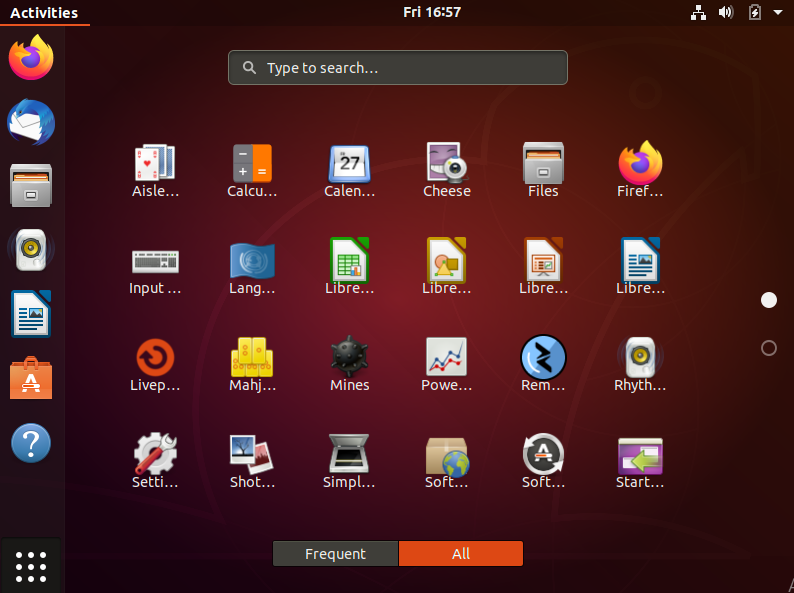 Activities
Fri 16:57
Type to search...
Aisle...
Calcu...
Calen...
Cheese
Files
Firef...
Input ...
Lang...
Libre...
Libre...
Libre...
Libre...
Livep...
Mahj...
Mines
Powe...
Rem...
Rhyth...
Setti...
Shot...
Simpl...
Soft...
Soft...
Start...
Frequent
All
27